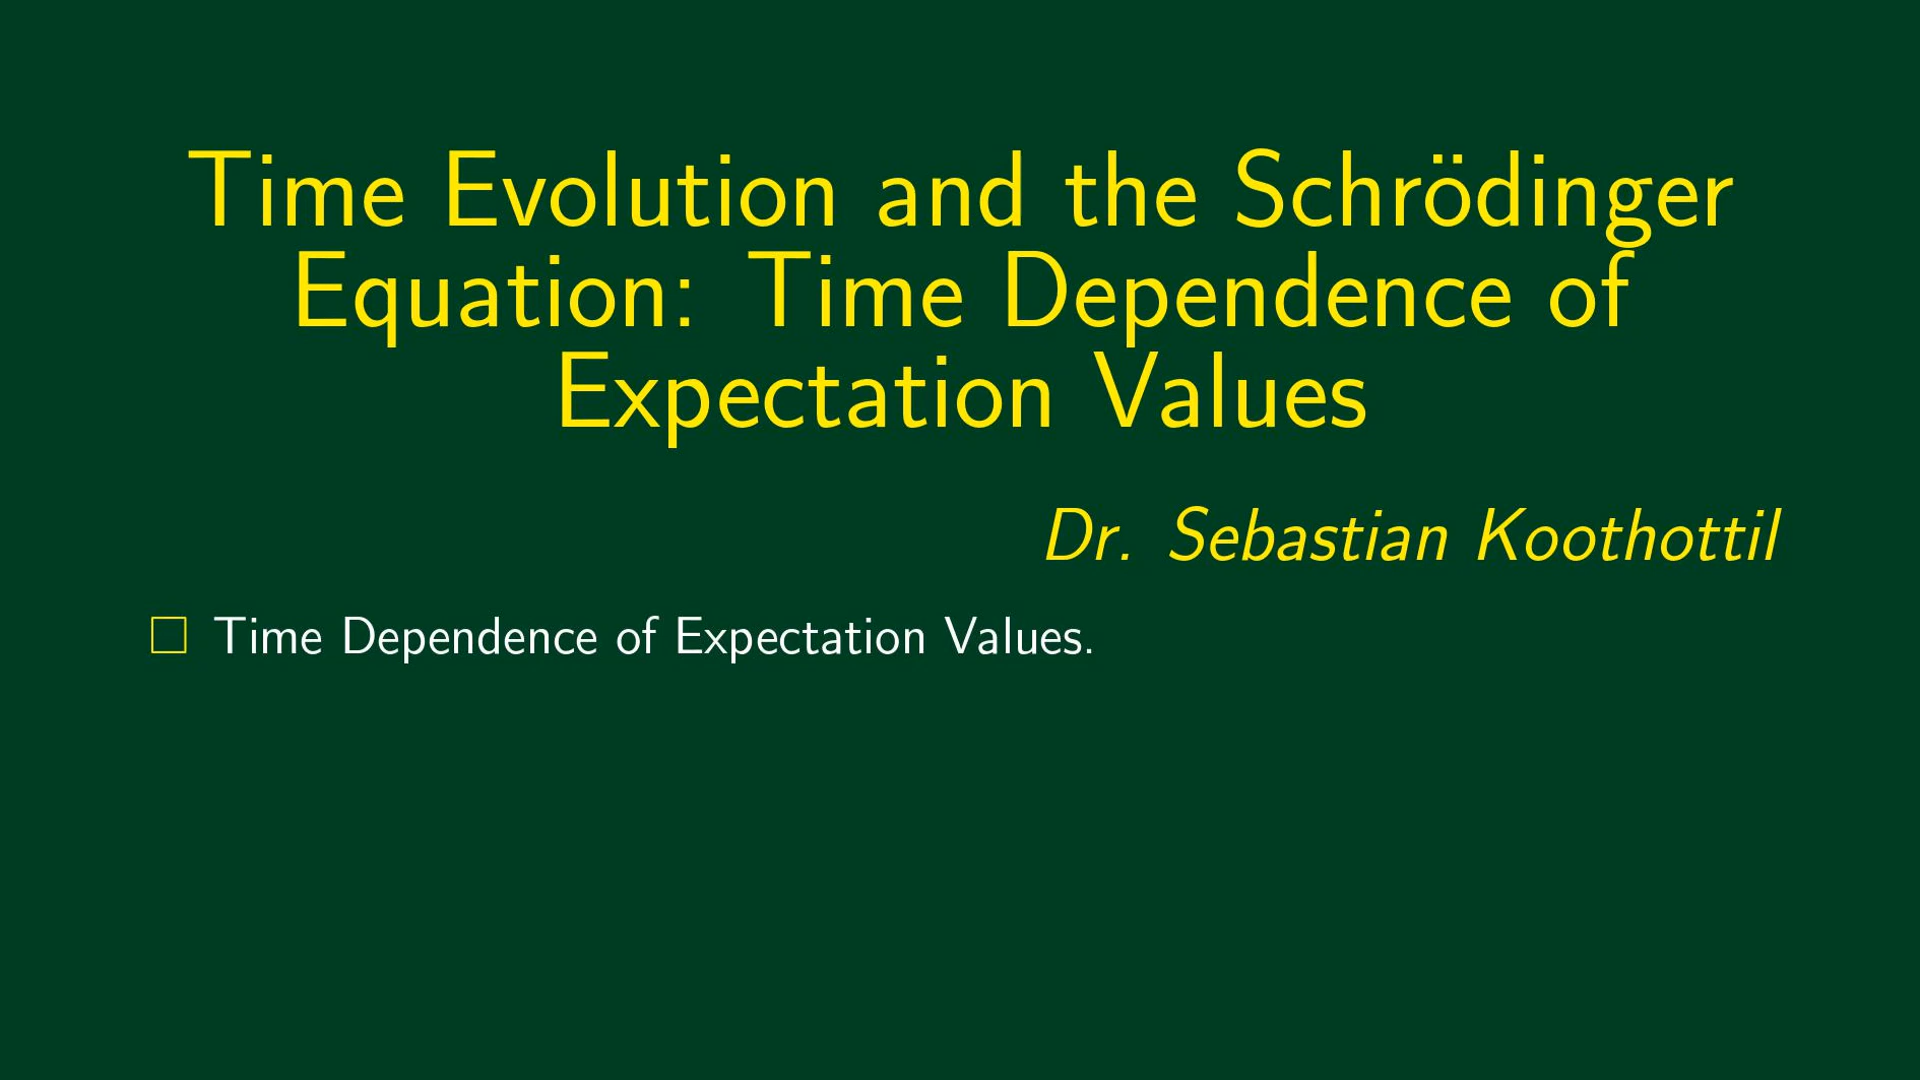 Time Evolution and the Schrödinger
Equation: Time Dependence of
Expectation Values
Dr. Sebastian Koothottil
Time Dependence of Expectation Values.